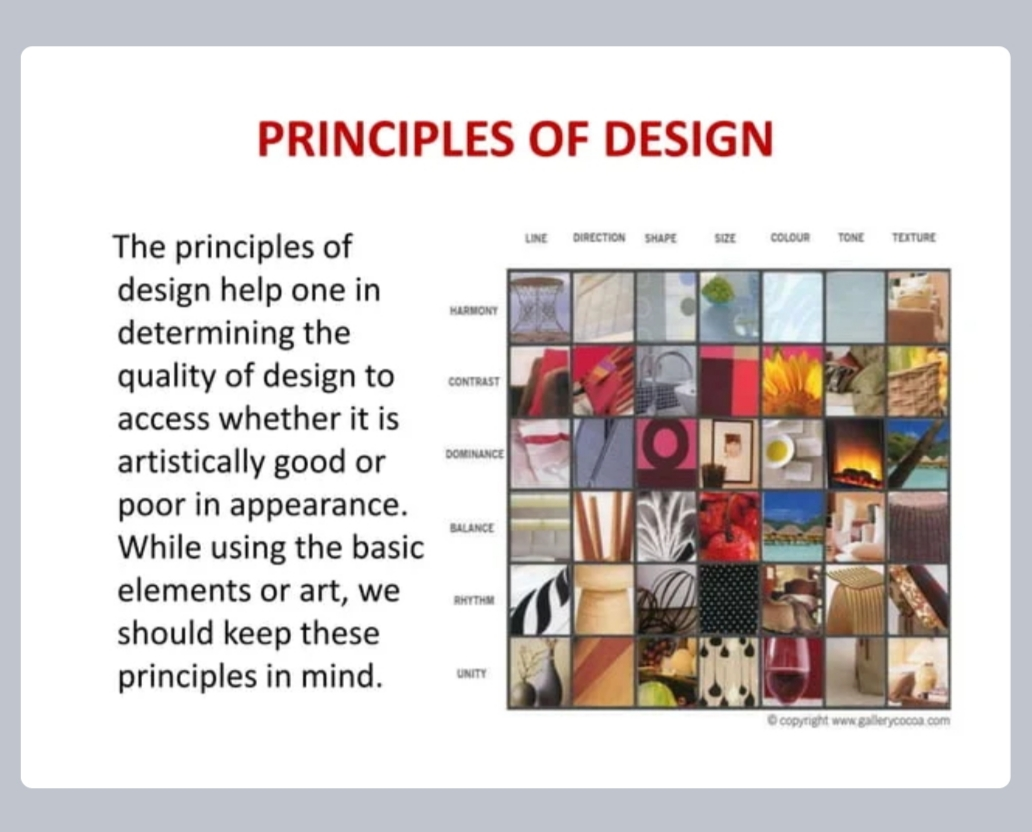 PRINCIPLES OF DESIGN
The principles of
design help one in
determining the
quality of design to
access whether it is
artistically good or
poor in appearance.
While using the basic
elements or art, we
should keep these
principles in mind.
LINE DIRECTION SHAPE SIZE COLOUR TONE TEXTURE
HARMONY
CONTRAST
DOMINANCE
BALANCE
RHYTHM
UNITY
© copyright www.gallerycocoa.com